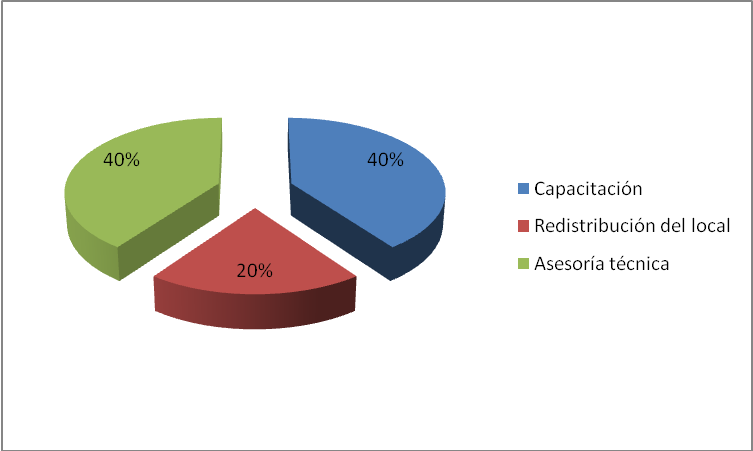 40%
40%
20%
Capacitación
Redistribución del local
Asesoría técnica